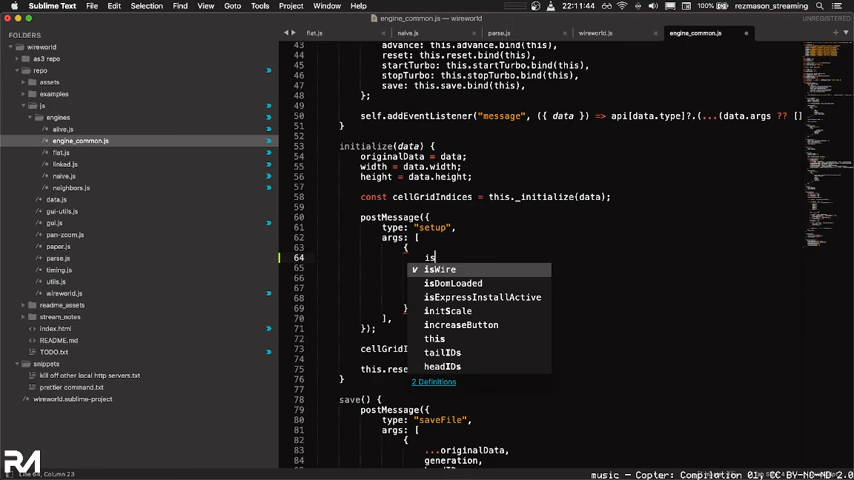 Sublime Text File Edit Selection Find View Goto Tools Project Window Help
100% 22:11:44 rezmason_streaming
engine_common.js — wireworld
UNREGISTERED
FOLDERS
wireworld
as3 repo
repo
assets
examples
js
engines
alive.js
engine_common.js
flat.js
linked.js
naive.js
neighbors.js
data.js
gui-utils.js
gui.js
pan-zoom.js
paper.js
parse.js
timing.js
utils.js
wireworld.js
readme_assets
stream_notes
index.html
README.md
TODO.txt
snippets
kill off other local http servers.txt
prettier command.txt
wireworld.sublime-project
flat.js naive.js parse.js wireworld.js engine_common.js
43 advance: this.advance.bind(this),
44 reset: this.reset.bind(this),
45 startTurbo: this.startTurbo.bind(this),
46 stopTurbo: this.stopTurbo.bind(this),
47 save: this.save.bind(this),
48 };
49
50 self.addEventListener("message", ({ data }) => api[data.type]?.(...(data.args ?? []
51 }
52
53 initialize(data) {
54 originalData = data;
55 width = data.width;
56 height = data.height;
57
58 const cellGridIndices = this._initialize(data);
59
60 postMessage({
61 type: "setup",
62 args: [
63 {
64 is
65
66
67
68
69 }
70 ],
71 });
72
73 cellGridI
74
75 this.rese
76 }
77
78 save() {
79 postMessage({
80 type: "saveFile",
81 args: [
82 {
83 ...originalData,
84 generation,
85 headIDs
v isWire
isDomLoaded
isExpressInstallActive
initScale
increaseButton
this
tailIDs
headIDs
2 Definitions
RM
Line 64, Column 23
music - Copter: Compilation 01, CC BY-NC-ND 2.0